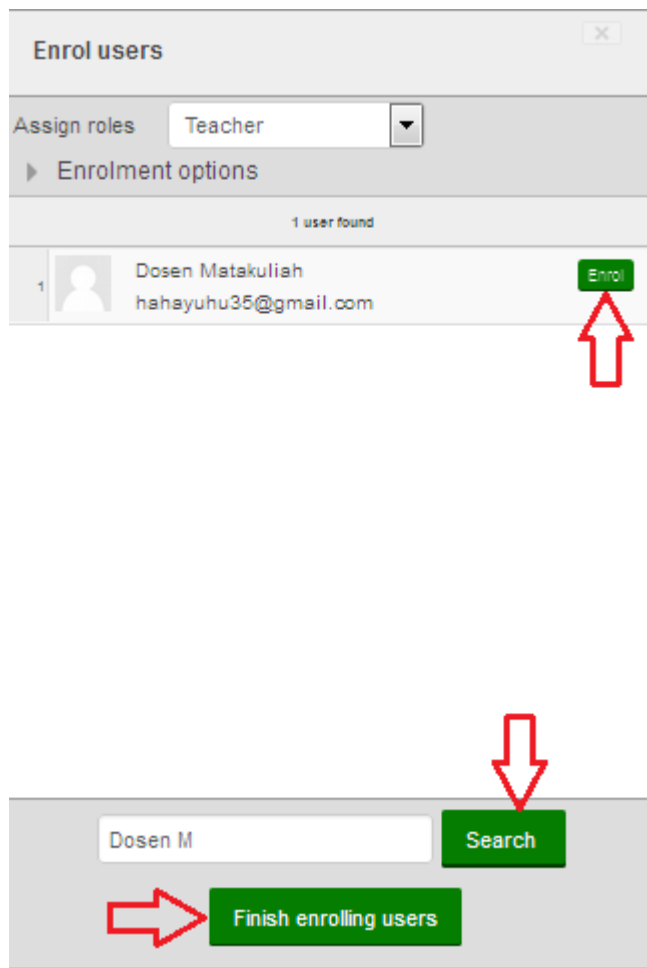 Enrol users
Assign roles Teacher
Enrolment options
1 user found
1 Dosen Matakuliah Enrol
hahayuhu35@gmail.com
Dosen M Search
Finish enrolling users